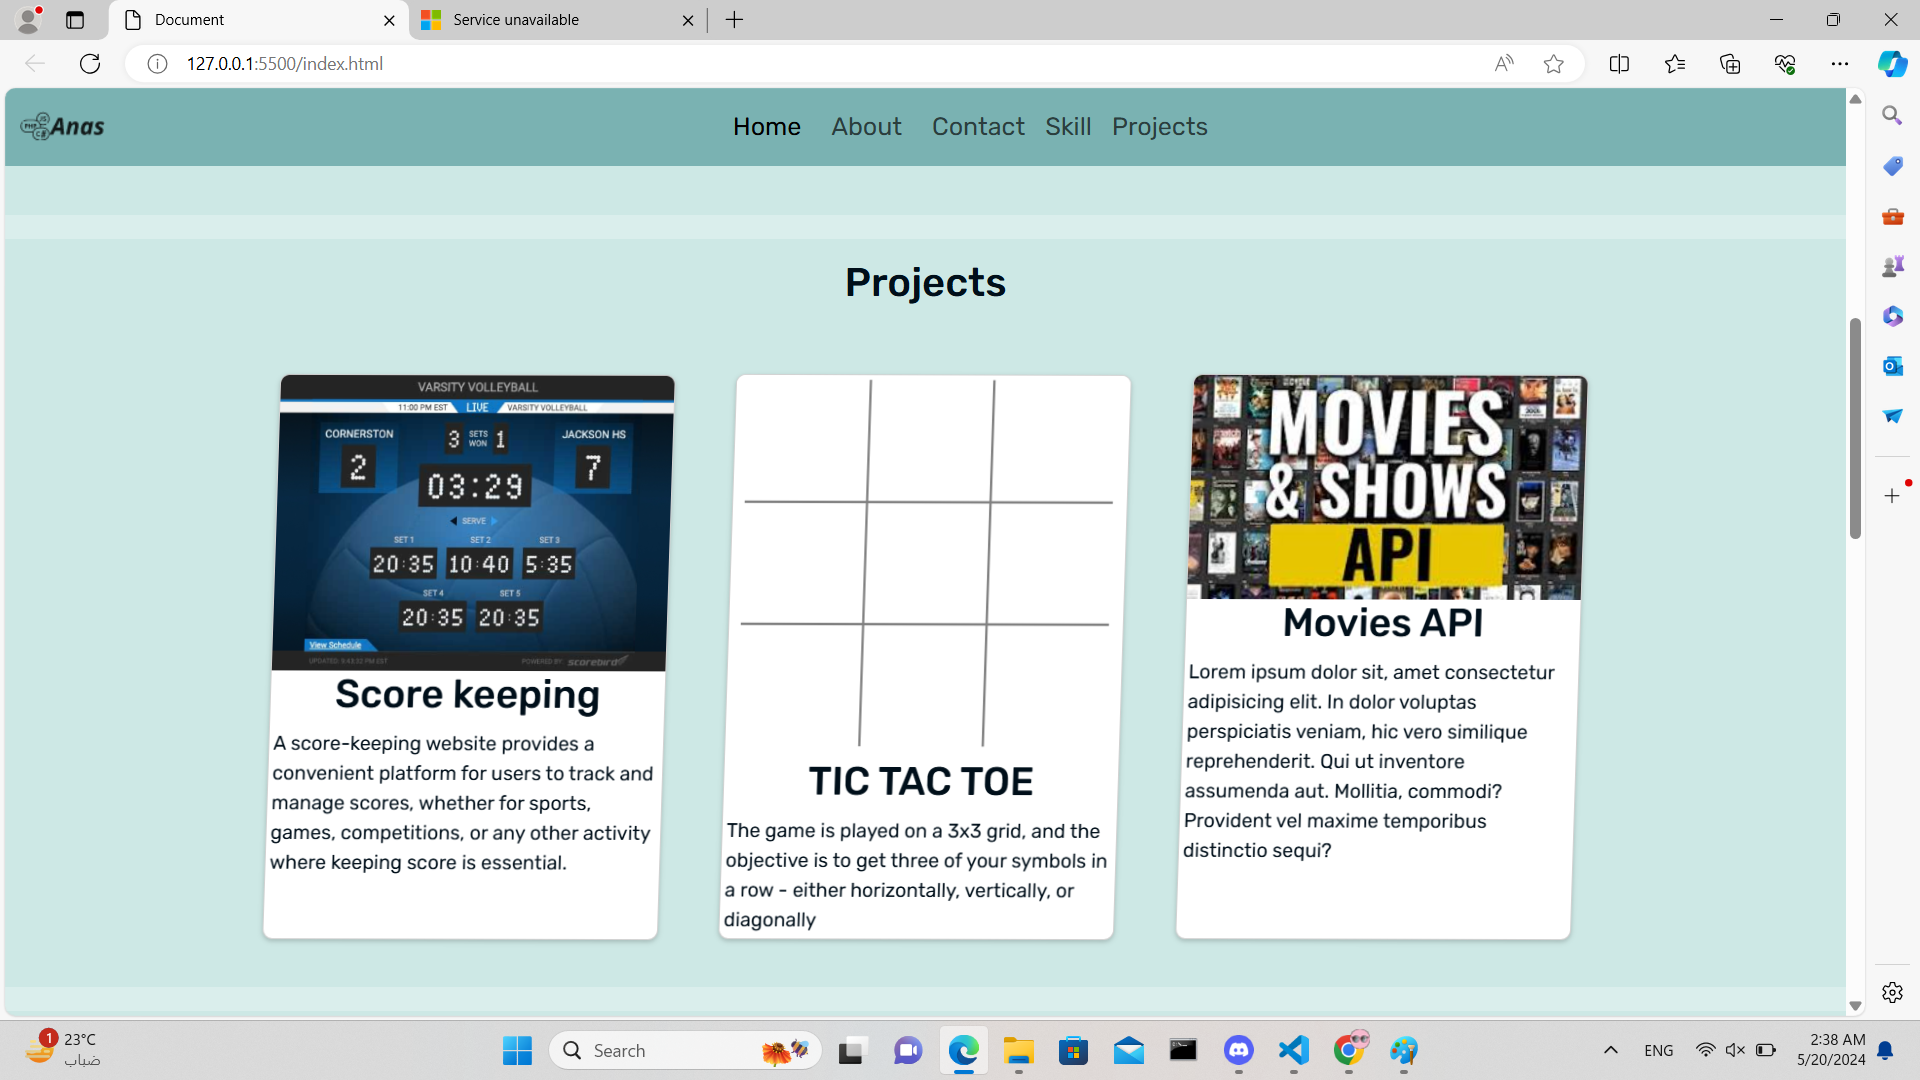 Document
Service unavailable
127.0.0.1:5500/index.html
Anas
Home About Contact Skill Projects
Projects
VARSITY VOLLEYBALL
11:00 PM EST LIVE VARSITY VOLLEYBALL
CORNERSTON 3 SETS WON 1 JACKSON HS
2 03:29 7
SERVE
SET 1 SET 2 SET 3
20:35 10:40 5:35
SET 4 SET 5
20:35 20:35
View Schedule
POWERED BY: scorebird
Score keeping
A score-keeping website provides a
convenient platform for users to track and
manage scores, whether for sports,
games, competitions, or any other activity
where keeping score is essential.
TIC TAC TOE
The game is played on a 3x3 grid, and the
objective is to get three of your symbols in
a row - either horizontally, vertically, or
diagonally
MOVIES
& SHOWS
API
Movies API
Lorem ipsum dolor sit, amet consectetur
adipisicing elit. In dolor voluptas
perspiciatis veniam, hic vero similique
reprehenderit. Qui ut inventore
assumenda aut. Mollitia, commodi?
Provident vel maxime temporibus
distinctio sequi?
1
23°C
ضباب
Search
ENG
2:38 AM
5/20/2024